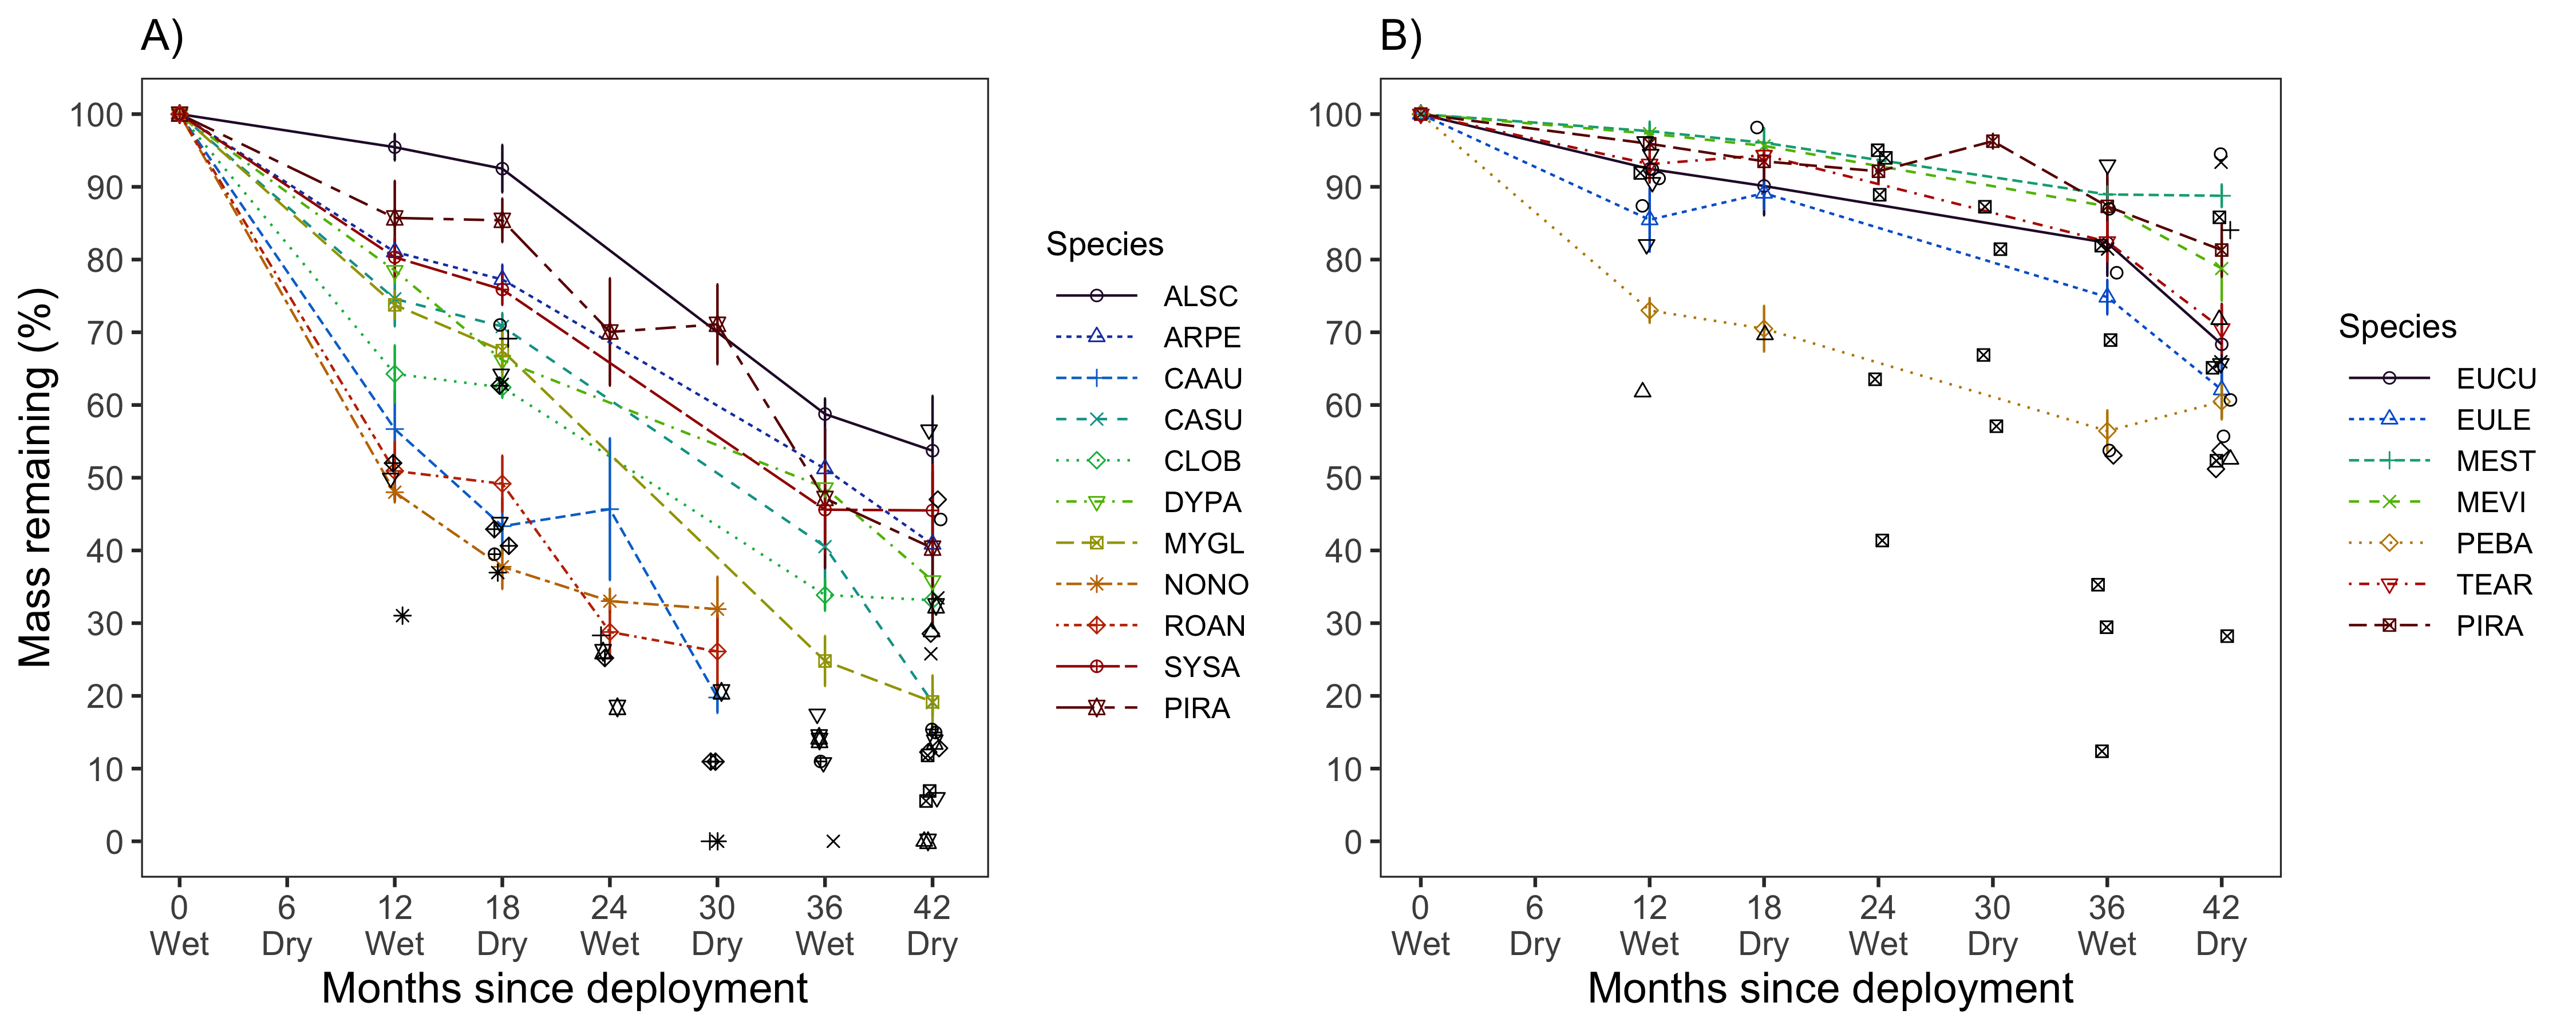 A)
Mass remaining (%)
100
90
80
70
60
50
40
30
20
10
0
0 6 12 18 24 30 36 42
Wet Dry Wet Dry Wet Dry Wet Dry
Months since deployment
Species
ALSC
ARPE
CAAU
CASU
CLOB
DYPA
MYGL
NONO
ROAN
SYSA
PIRA
B)
100
90
80
70
60
50
40
30
20
10
0
0 6 12 18 24 30 36 42
Wet Dry Wet Dry Wet Dry Wet Dry
Months since deployment
Species
EUCU
EULE
MEST
MEVI
PEBA
TEAR
PIRA